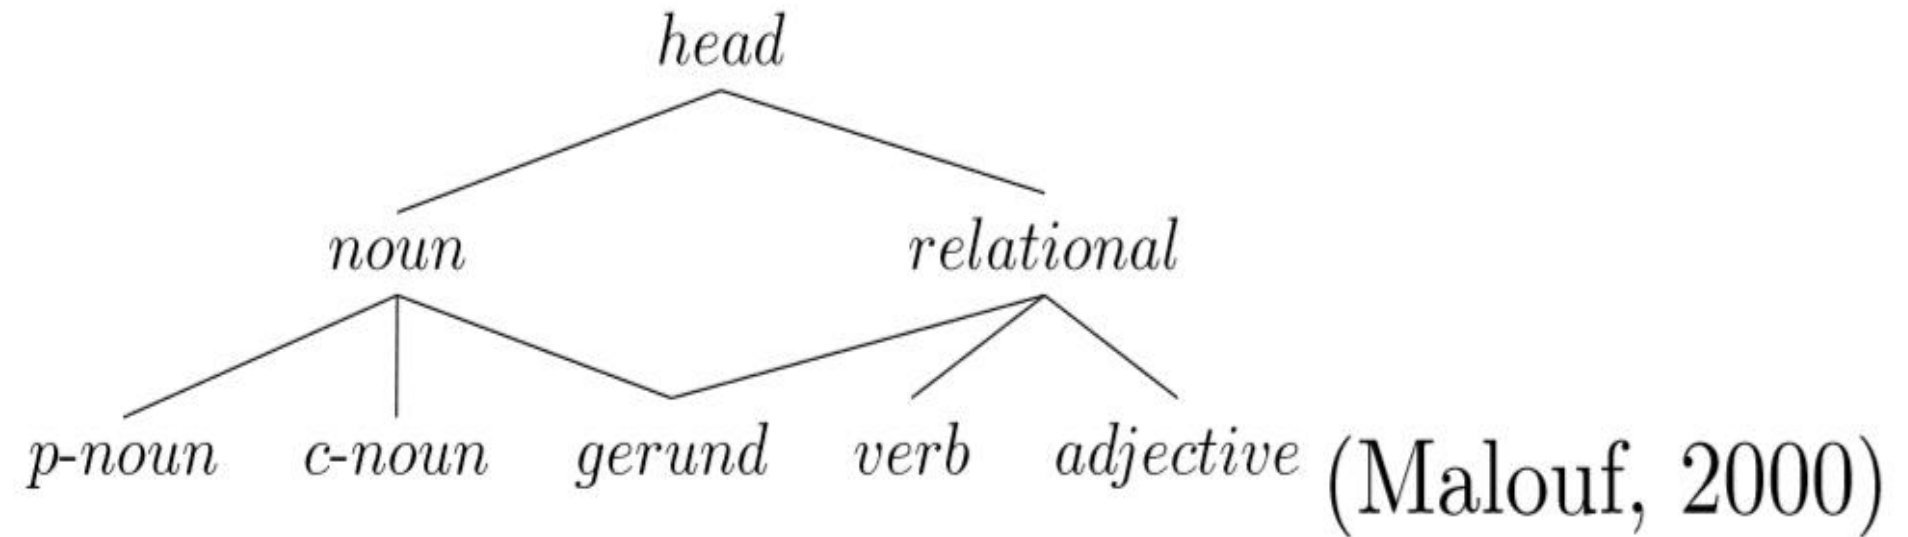 head
noun relational
p-noun c-noun gerund verb adjective (Malouf, 2000)